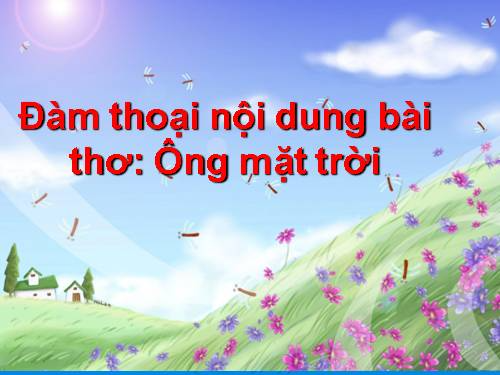 Đàm thoại nội dung bài
thơ: Ông mặt trời